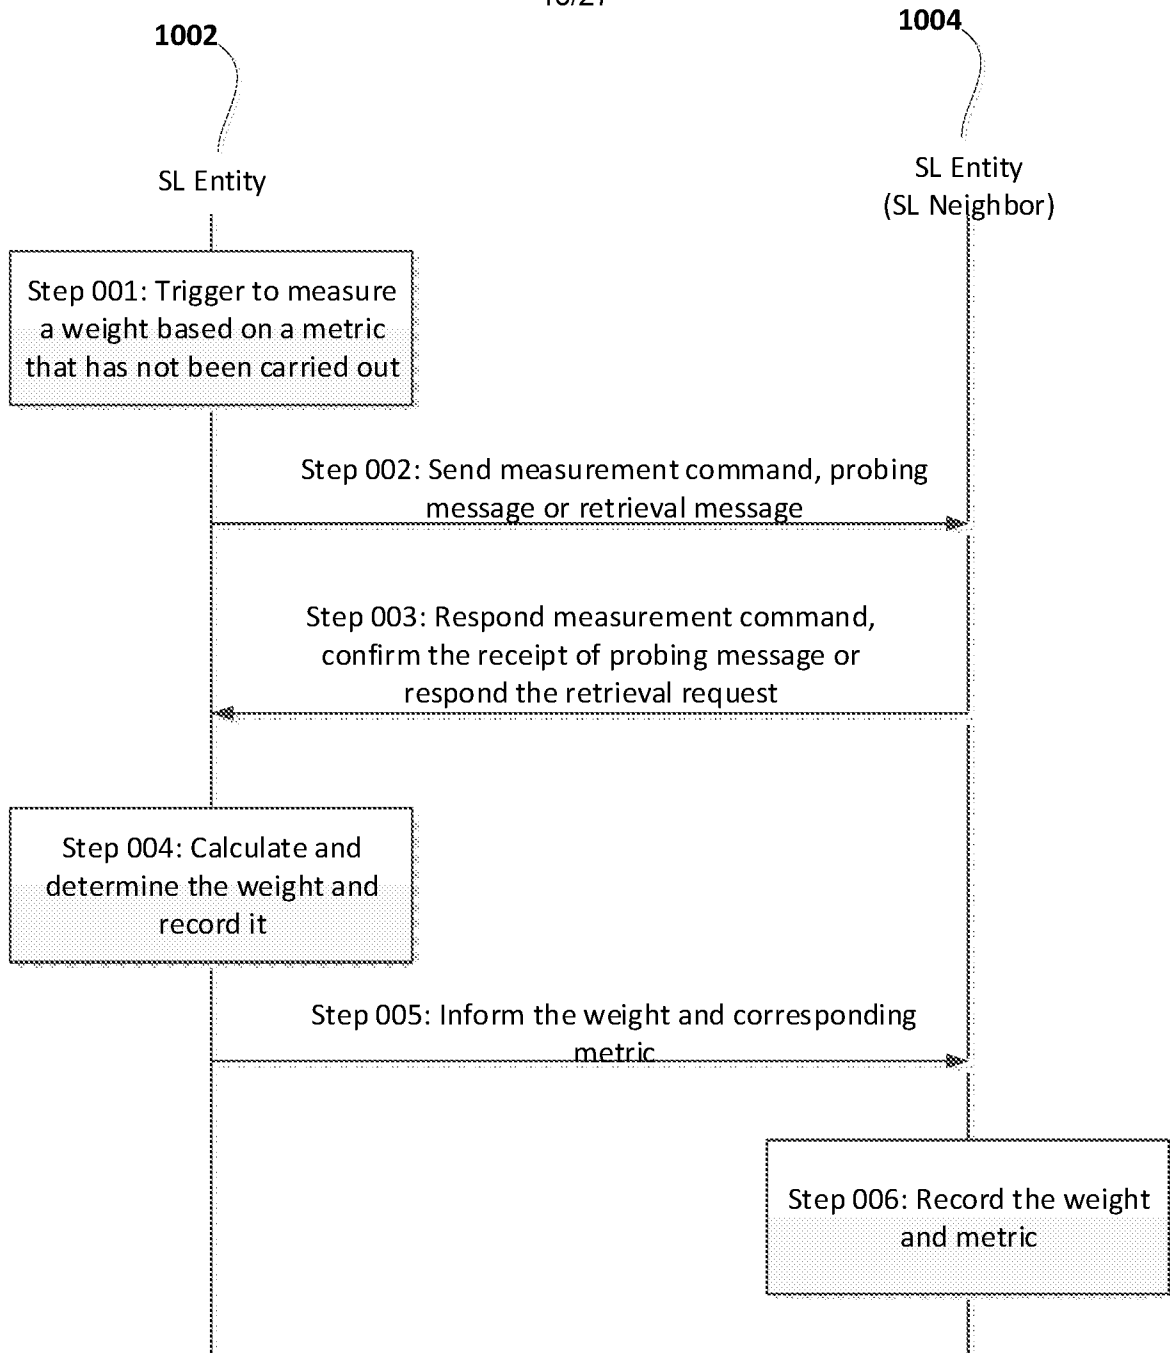 1002
1004
SL Entity
SL Entity
(SL Neighbor)
Step 001: Trigger to measure
a weight based on a metric
that has not been carried out
Step 002: Send measurement command, probing
message or retrieval message
Step 003: Respond measurement command,
confirm the receipt of probing message or
respond the retrieval request
Step 004: Calculate and
determine the weight and
record it
Step 005: Inform the weight and corresponding
metric
Step 006: Record the weight
and metric